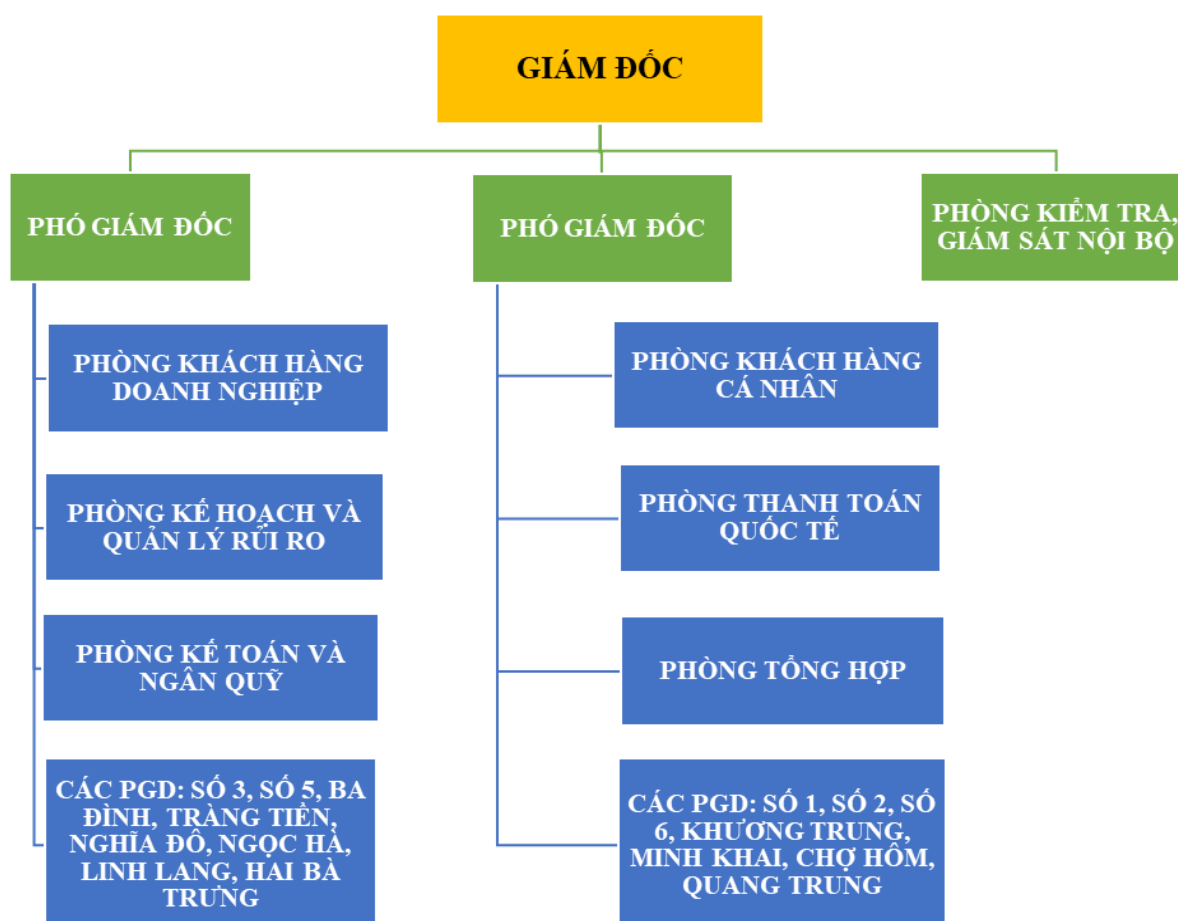 GIÁM ĐỐC
PHÓ GIÁM ĐỐC
PHÓ GIÁM ĐỐC
PHÒNG KIỂM TRA,
GIÁM SÁT NỘI BỘ
PHÒNG KHÁCH HÀNG
DOANH NGHIỆP
PHÒNG KẾ HOẠCH VÀ
QUẢN LÝ RỦI RO
PHÒNG KẾ TOÁN VÀ
NGÂN QUỸ
CÁC PGD: SỐ 3, SỐ 5, BA
ĐÌNH, TRÀNG TIỀN,
NGHĨA ĐÔ, NGỌC HÀ,
LINH LANG, HAI BÀ
TRƯNG
PHÒNG KHÁCH HÀNG
CÁ NHÂN
PHÒNG THANH TOÁN
QUỐC TẾ
PHÒNG TỔNG HỢP
CÁC PGD: SỐ 1, SỐ 2, SỐ
6, KHƯƠNG TRUNG,
MINH KHAI, CHỢ HÔM,
QUANG TRUNG